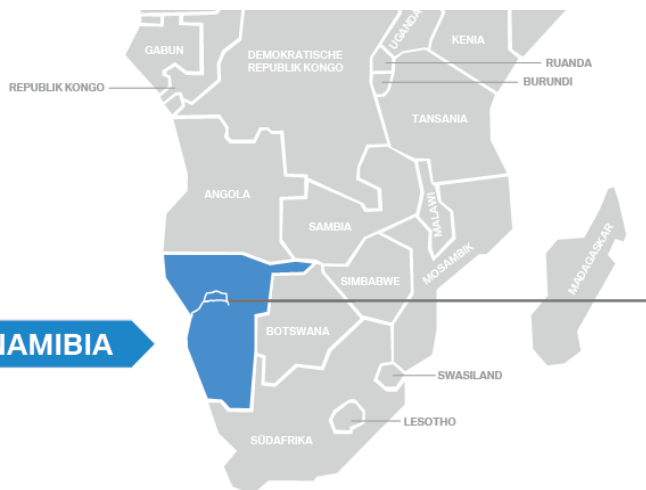 UGANDA
KENIA
GABUN
DEMOKRATISCHE
REPUBLIK KONGO
RUANDA
REPUBLIK KONGO
BURUNDI
TANSANIA
ANGOLA
MALAWI
SAMBIA
MOSAMBIK
MADAGASKAR
SIMBABWE
BOTSWANA
NAMIBIA
SWASILAND
LESOTHO
SÜDAFRIKA